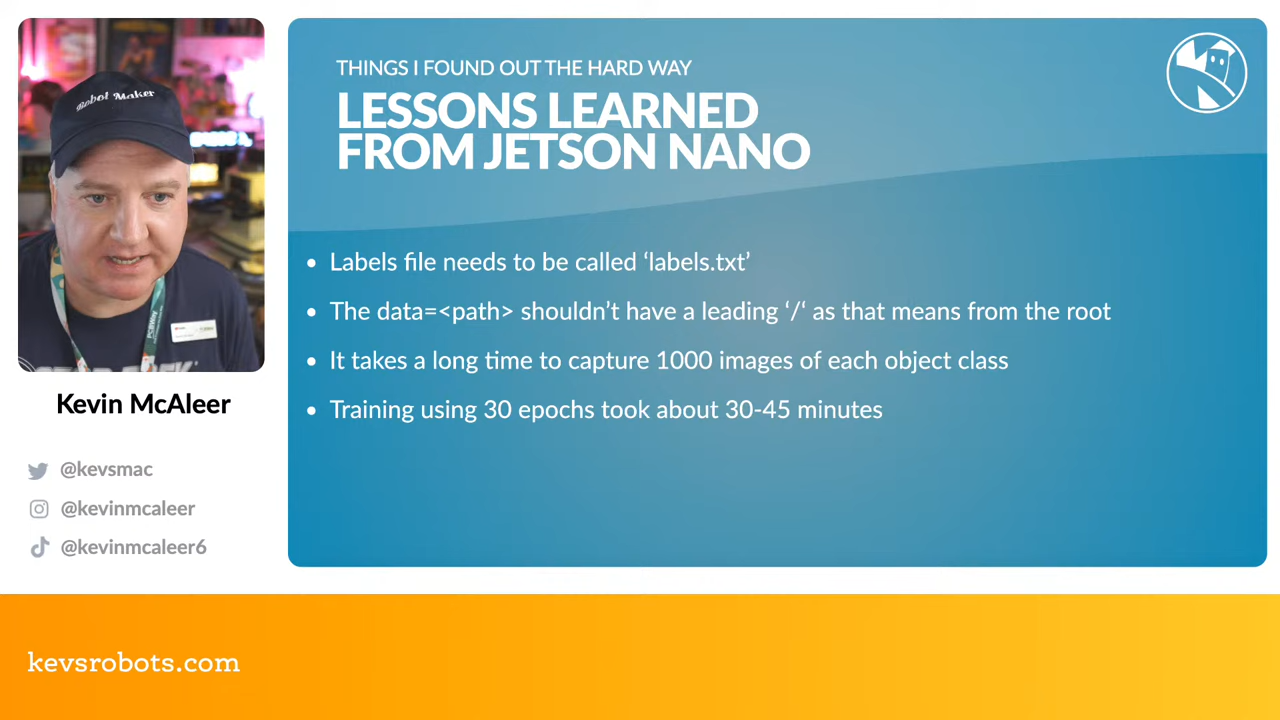 Robot Maker
Kevin McAleer
@kevsmac
@kevinmcaleer
@kevinmcaleer6
THINGS I FOUND OUT THE HARD WAY
LESSONS LEARNED
FROM JETSON NANO
• Labels file needs to be called ‘labels.txt’
• The data=<path> shouldn’t have a leading ‘/‘ as that means from the root
• It takes a long time to capture 1000 images of each object class
• Training using 30 epochs took about 30-45 minutes
kevsrobots.com